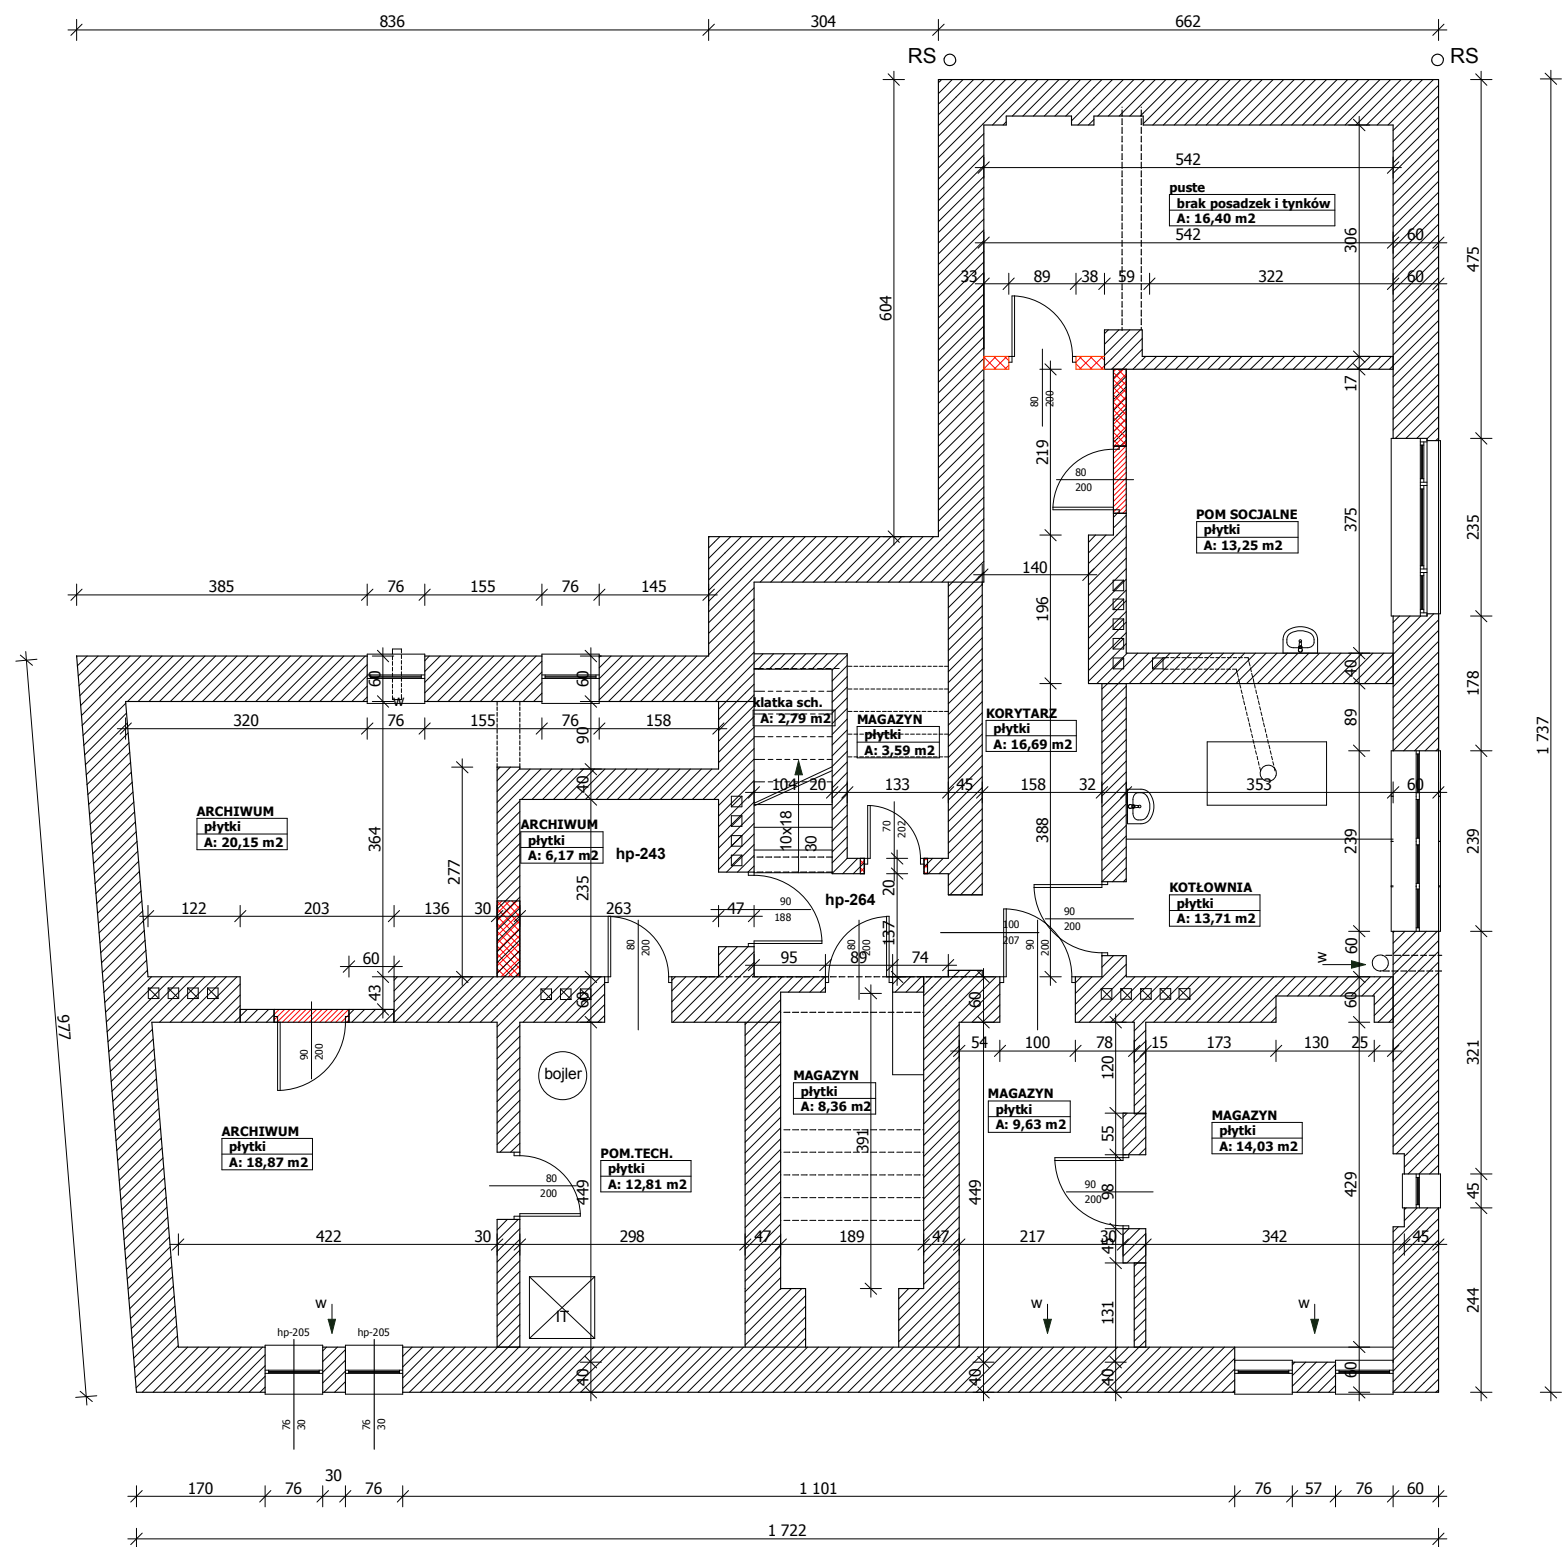 836 304 662
RS RS
542
puste
brak posadzek i tynków
A: 16,40 m2
542 60
306
475
33 89 38 59 322 60
604
1 737
17
80
200
219
80
200
POM SOCJALNE
płytki
A: 13,25 m2
375
235
140
385 76 155 76 145
196
60
60
40
178
w
320 76 155 76 158
klatka sch.
A: 2,79 m2
MAGAZYN
płytki
A: 3,59 m2
KORYTARZ
płytki
A: 16,69 m2
90
89
40
104 20 133 45 158 32 353 60
ARCHIWUM
płytki
A: 20,15 m2
364
277
ARCHIWUM
płytki
A: 6,17 m2
hp-243
235
10x18
30
70
202
20
388
239
239
KOTŁOWNIA
płytki
A: 13,71 m2
hp-264
122 203 136 30 263 47
90
188
80
200
80
200
137
100
207
90
200
90
200
60
w
60
43
95 89 74
60
60
60
977
90
200
bojler
54 100 78 15 173 130 25
120
321
MAGAZYN
płytki
A: 8,36 m2
MAGAZYN
płytki
A: 9,63 m2
MAGAZYN
płytki
A: 14,03 m2
ARCHIWUM
płytki
A: 18,87 m2
391
55
POM.TECH.
płytki
A: 12,81 m2
80
200
449
449
90
200
98
429
45
422 30 298 47 189 47 217 30 342 45
45
IT
w
w
w
131
244
hp-205 hp-205
40
40
40
60
76
30
76
30
170 76 30 76 1 101 76 57 76 60
1 722